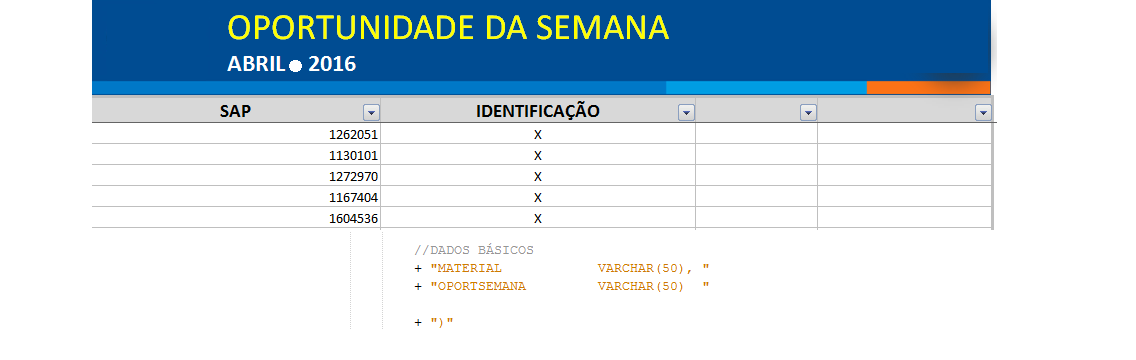 OPORTUNIDADE DA SEMANA
ABRIL ● 2016
SAP IDENTIFICAÇÃO
1262051 X
1130101 X
1272970 X
1167404 X
1604536 X
//DADOS BÁSICOS
+ "MATERIAL VARCHAR(50), "
+ "OPORTSEMANA VARCHAR(50) "
+ ")"